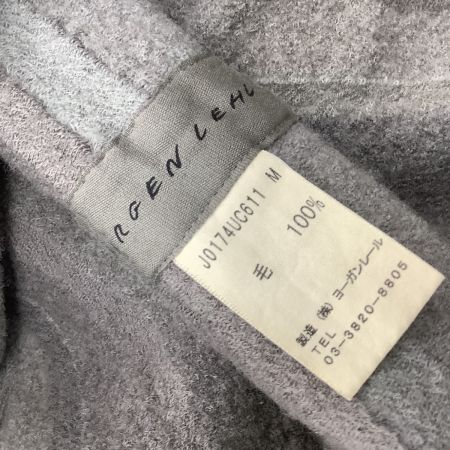 RGEN LEHL
J0174UC611 M
毛 100%
製造 (株) ヨーガンレール
TEL
03-3820-8805